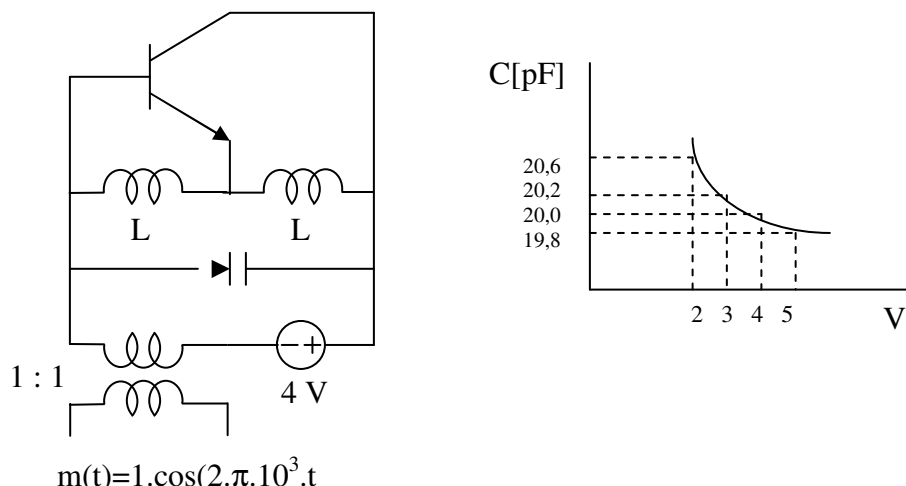 C[pF]
20,6
20,2
20,0
19,8
2 3 4 5
V
L L
1 : 1
− +
4 V
m(t)=1.cos(2.π.10³.t